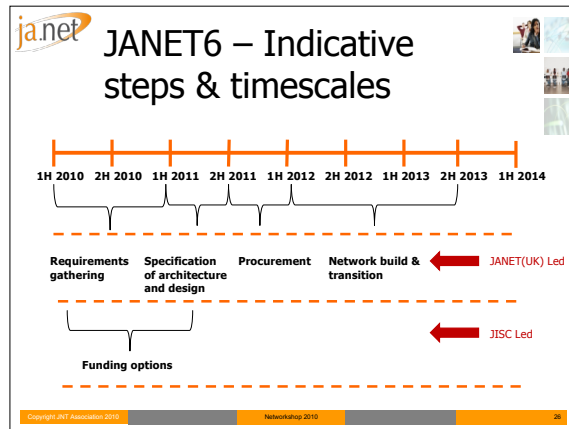 ja.net
JANET6 – Indicative
steps & timescales
1H 2010 2H 2010 1H 2011 2H 2011 1H 2012 2H 2012 1H 2013 2H 2013 1H 2014
Requirements
gathering
Specification
of architecture
and design
Procurement
Network build &
transition
JANET(UK) Led
JISC Led
Funding options
Copyright JNT Association 2010
Networkshop 2010
26